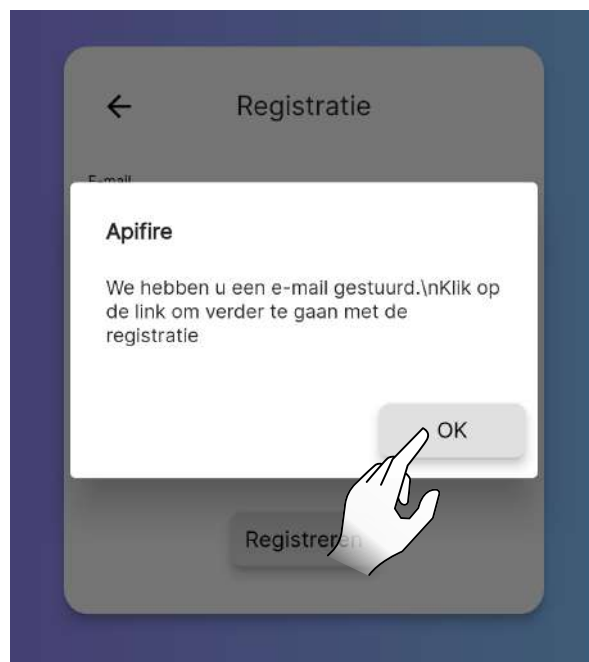 Registratie
E-mail
Apifire
We hebben u een e-mail gestuurd.\nKlik op
de link om verder te gaan met de
registratie
OK
Registreren